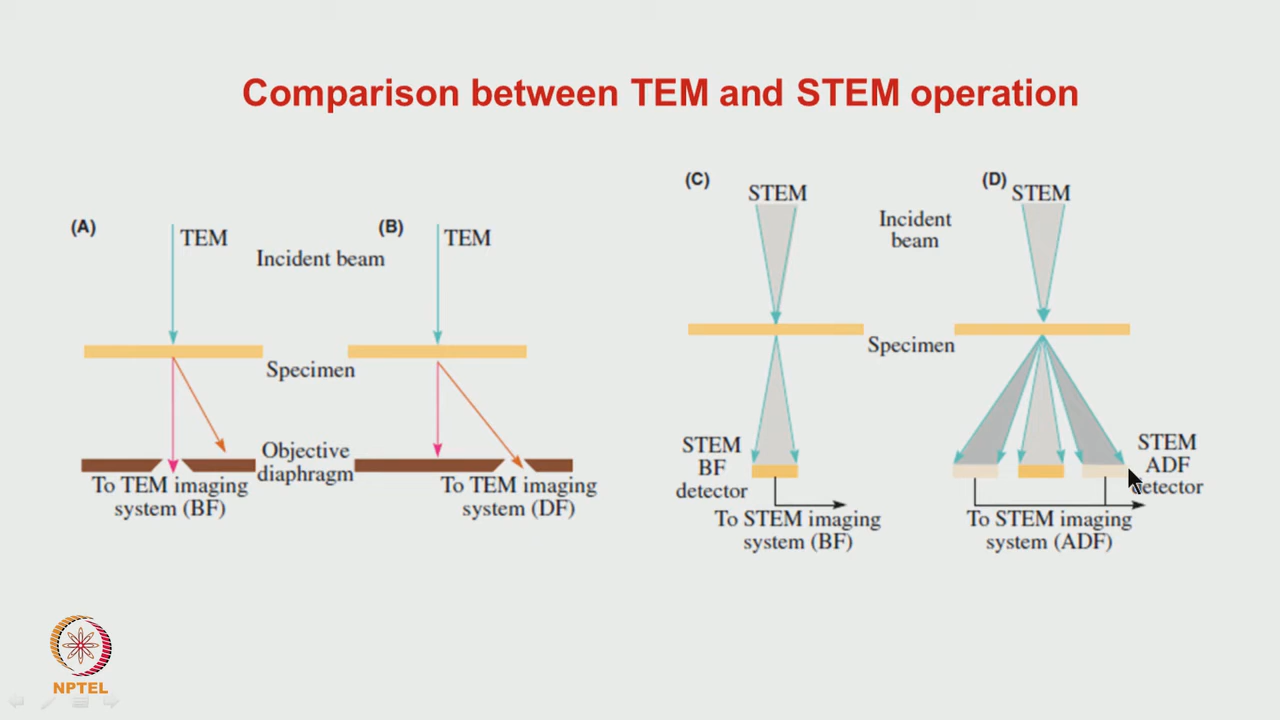 Comparison between TEM and STEM operation
(A)
TEM
Incident beam
(B)
TEM
Specimen
Objective
diaphragm
To TEM imaging
system (BF)
To TEM imaging
system (DF)
(C)
STEM
Incident
beam
(D)
STEM
Specimen
STEM
BF
detector
To STEM imaging
system (BF)
STEM
ADF
detector
To STEM imaging
system (ADF)
NPTEL